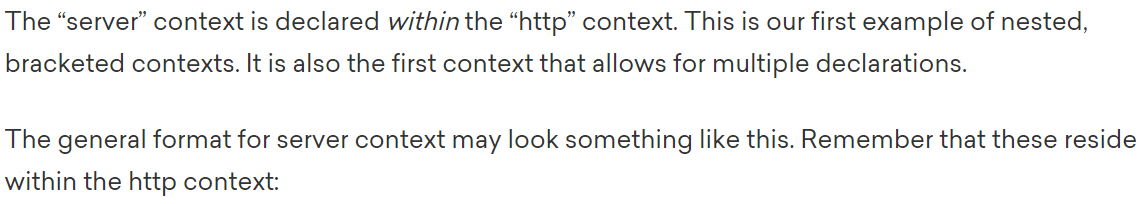 The “server” context is declared within the “http” context. This is our first example of nested,
bracketed contexts. It is also the first context that allows for multiple declarations.
The general format for server context may look something like this. Remember that these reside
within the http context: